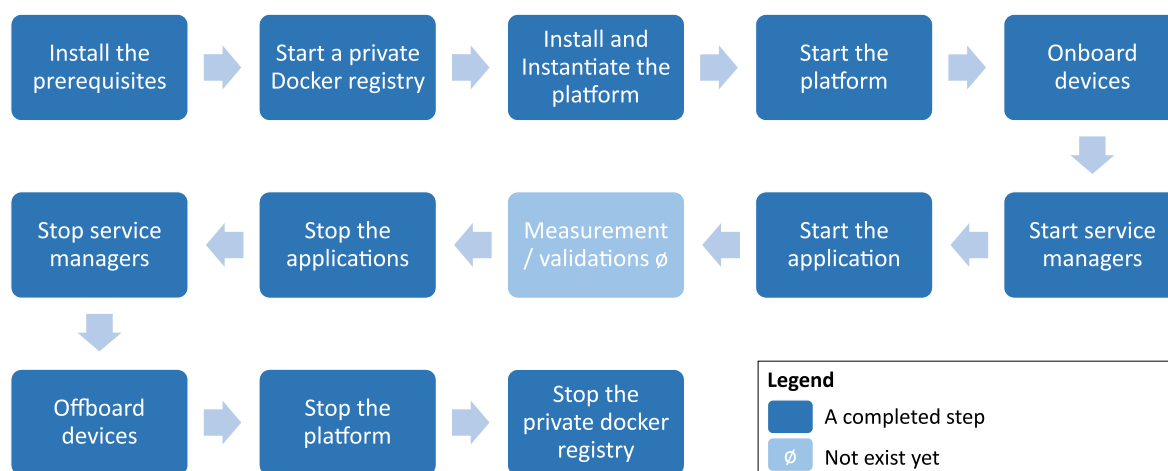 Install the
prerequisites
Start a private
Docker registry
Install and
Instantiate the
platform
Start the
platform
Onboard
devices
Stop service
managers
Stop the
applications
Measurement
/ validations ø
Start the
application
Start service
managers
Offboard
devices
Stop the
platform
Stop the
private docker
registry
Legend
A completed step
ø Not exist yet